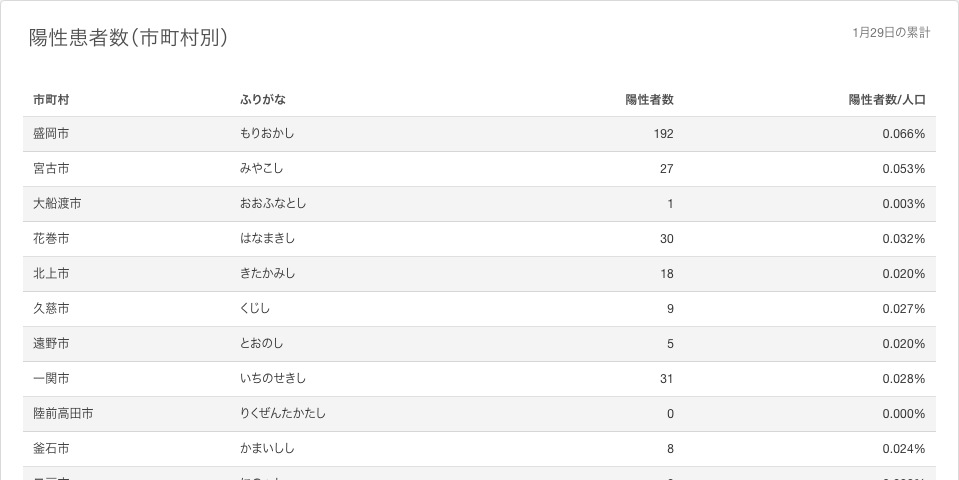 陽性患者数（市町村別）
1月29日の累計
市町村 ふりがな 陽性者数 陽性者数/人口
盛岡市 もりおかし 192 0.066%
宮古市 みやこし 27 0.053%
大船渡市 おおふなとし 1 0.003%
花巻市 はなまきし 30 0.032%
北上市 きたかみし 18 0.020%
久慈市 くじし 9 0.027%
遠野市 とおのし 5 0.020%
一関市 いちのせきし 31 0.028%
陸前高田市 りくぜんたかたし 0 0.000%
釜石市 かまいしし 8 0.024%